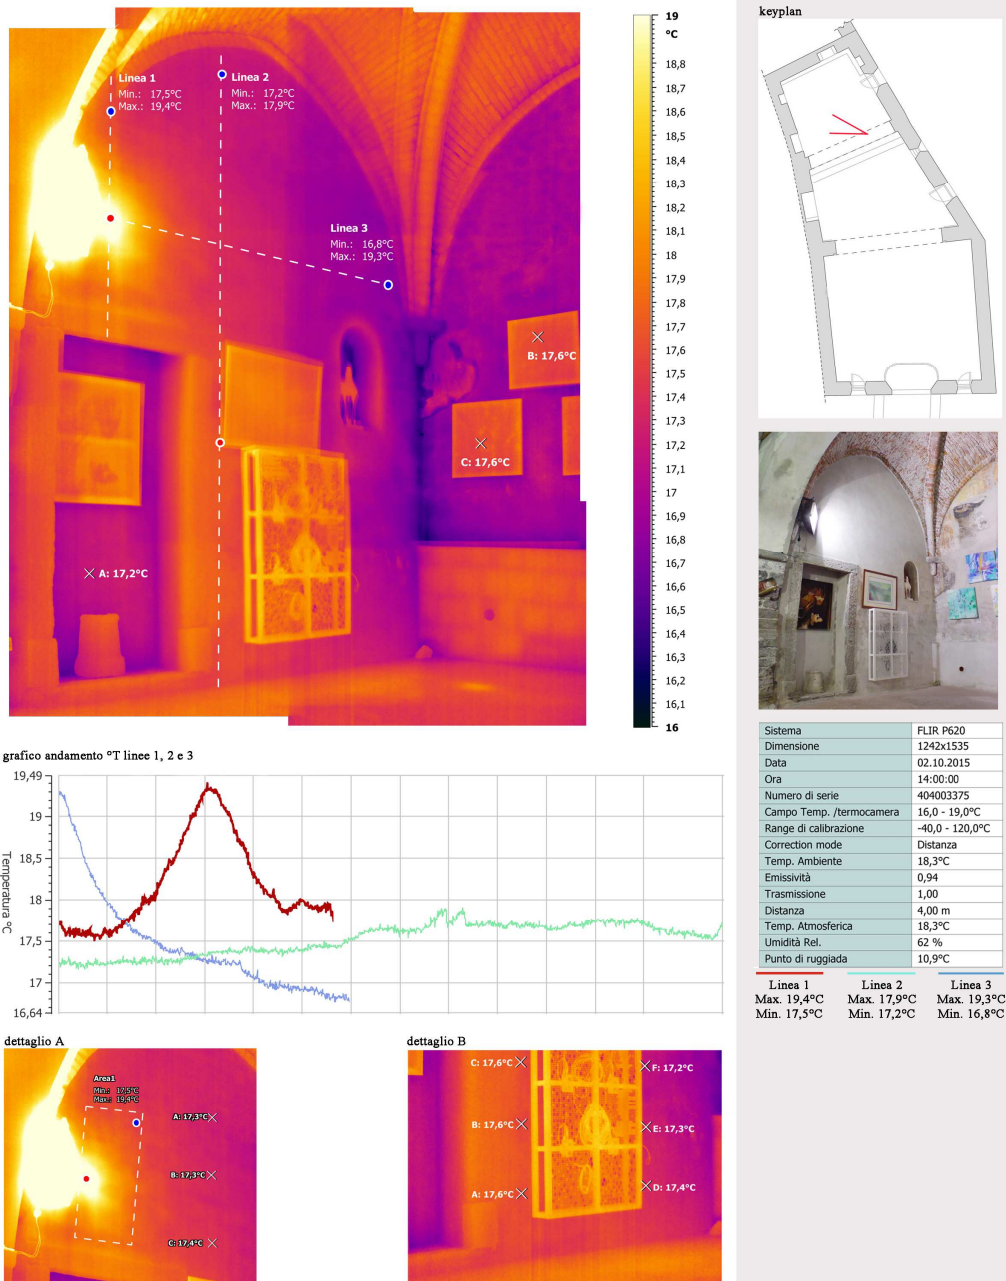 keyplan
19
°C
18,8
18,7
18,6
18,5
18,4
18,3
18,2
18,1
18
17,9
17,8
17,7
17,6
17,5
17,4
17,3
17,2
17,1
17
16,9
16,8
16,7
16,6
16,5
16,4
16,3
16,2
16,1
16
Linea 1
Min.: 17,5°C
Max.: 19,4°C
Linea 2
Min.: 17,2°C
Max.: 17,9°C
Linea 3
Min.: 16,8°C
Max.: 19,3°C
B: 17,6°C
C: 17,6°C
A: 17,2°C
grafico andamento °T linee 1, 2 e 3
Temperatura °C
19,49
19
18,5
18
17,5
17
16,64
Sistema FLIR P620
Dimensione 1242x1535
Data 02.10.2015
Ora 14:00:00
Numero di serie 404003375
Campo Temp. /termocamera 16,0 - 19,0°C
Range di calibrazione -40,0 - 120,0°C
Correction mode Distanza
Temp. Ambiente 18,3°C
Emissività 0,94
Trasmissione 1,00
Distanza 4,00 m
Temp. Atmosferica 18,3°C
Umidità Rel. 62 %
Punto di ruggiada 10,9°C
Linea 1
Max. 19,4°C
Min. 17,5°C
Linea 2
Max. 17,9°C
Min. 17,2°C
Linea 3
Max. 19,3°C
Min. 16,8°C
dettaglio A
Area1
Min.: 17,5°C
Max.: 19,4°C
A: 17,3°C
B: 17,3°C
C: 17,4°C
dettaglio B
C: 17,6°C
F: 17,2°C
B: 17,6°C
E: 17,3°C
A: 17,6°C
D: 17,4°C